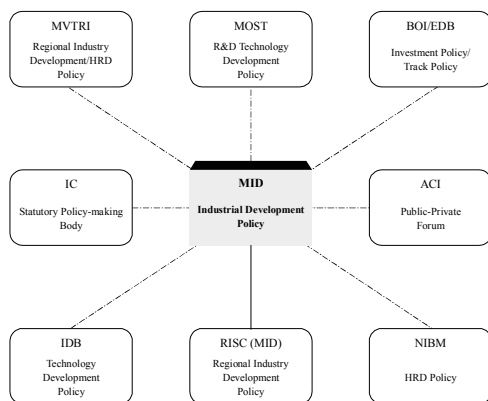 MVTRI
Regional Industry
Development/HRD
Policy
MOST
R&D Technology
Development
Policy
BOI/EDB
Investment Policy/
Track Policy
IC
Statutory Policy-making
Body
MID
Industrial Development
Policy
ACI
Public-Private
Forum
IDB
Technology
Development
Policy
RISC (MID)
Regional Industry
Development
Policy
NIBM
HRD Policy